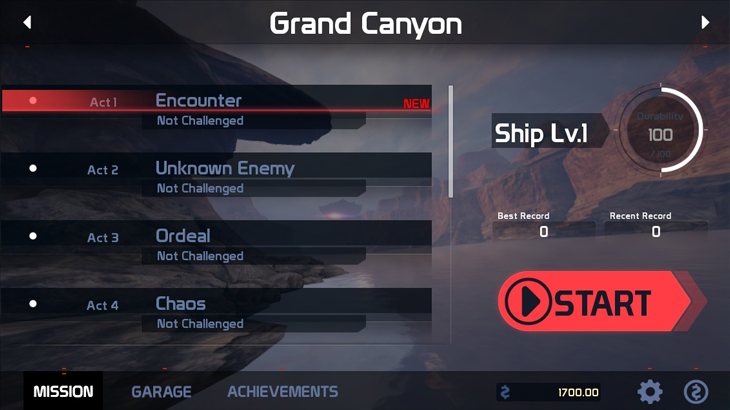 Grand Canyon
Act 1 Encounter NEW
Not Challenged
Act 2 Unknown Enemy
Not Challenged
Act 3 Ordeal
Not Challenged
Act 4 Chaos
Not Challenged
Ship Lv.1
Durability
100
/ 100
Best Record Recent Record
0 0
START
MISSION GARAGE ACHIEVEMENTS 1700.00